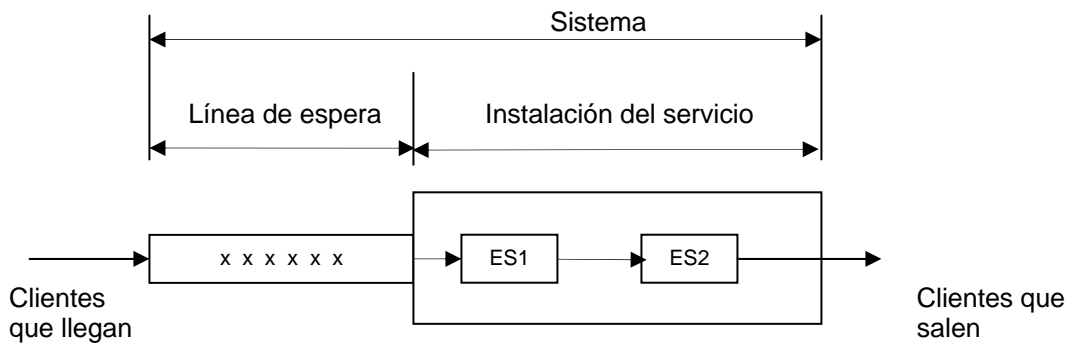 Sistema
Línea de espera
Instalación del servicio
x x x x x x
ES1
ES2
Clientes
que llegan
Clientes que
salen